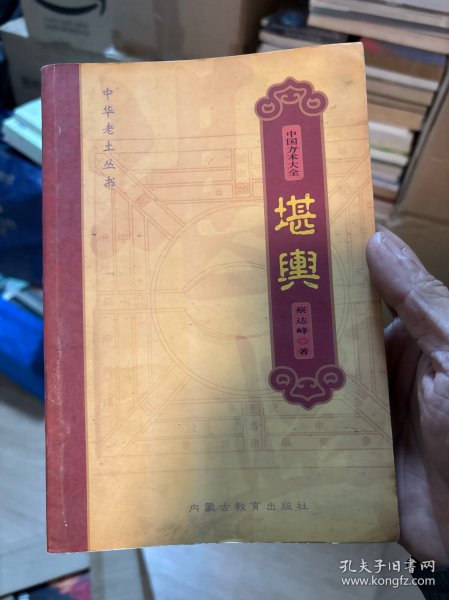 中华老土丛书
中国方术大全
堪舆
蔡达峰 著
内蒙古教育出版社
孔夫子旧书网
www.kongfz.com